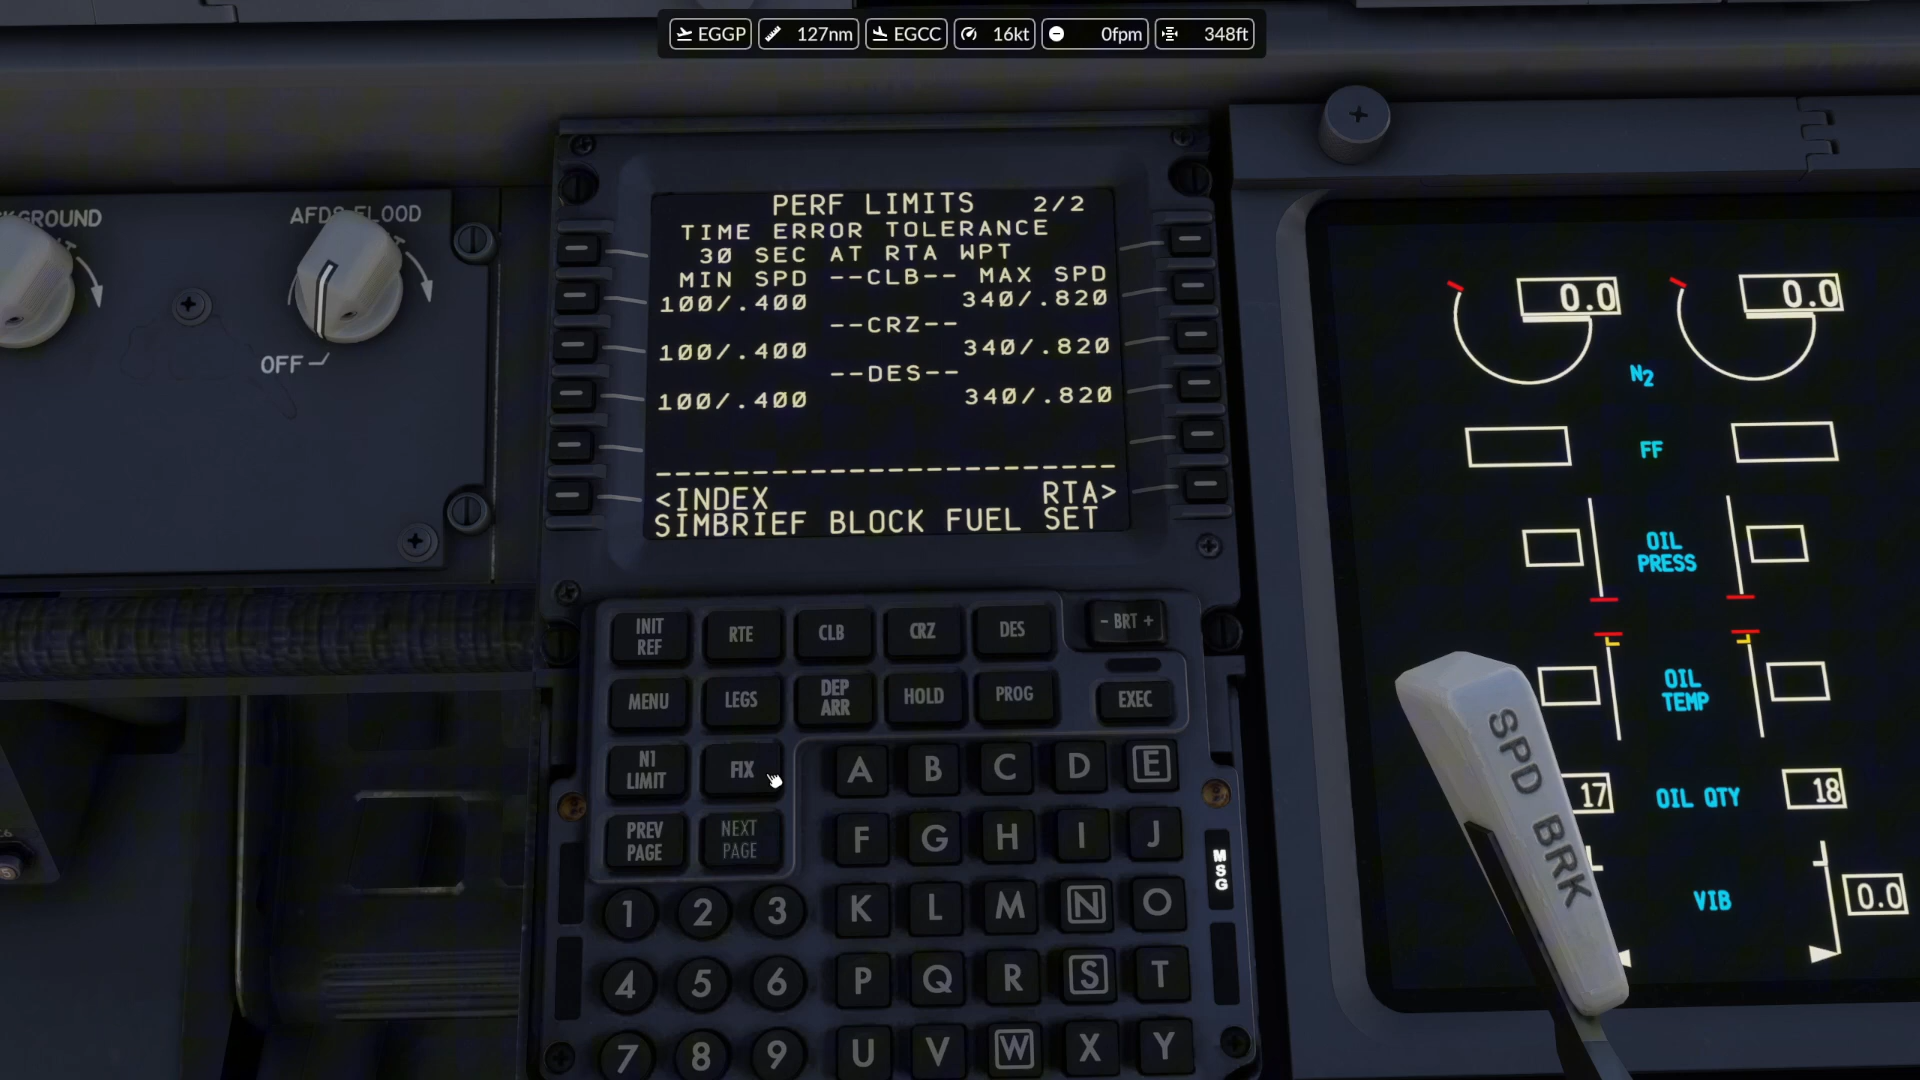 EGGP 127nm EGCC 16kt 0fpm 348ft
AFDS FLOOD
OFF
PERF LIMITS 2/2
TIME ERROR TOLERANCE
30 SEC AT RTA WPT
MIN SPD --CLB-- MAX SPD
100/.400 340/.820
--CRZ--
100/.400 340/.820
--DES--
100/.400 340/.820
<INDEX RTA>
SIMBRIEF BLOCK FUEL SET
INIT REF RTE CLB CRZ DES - BRT +
MENU LEGS DEP ARR HOLD PROG EXEC
N1 LIMIT FIX A B C D E
PREV PAGE NEXT PAGE F G H I J
MSG
1 2 3 K L M N O
4 5 6 P Q R S T
7 8 9 U V W X Y
0.0 0.0
N2
FF
OIL PRESS
OIL TEMP
17 OIL QTY 18
VIB 0.0
SPD BRK